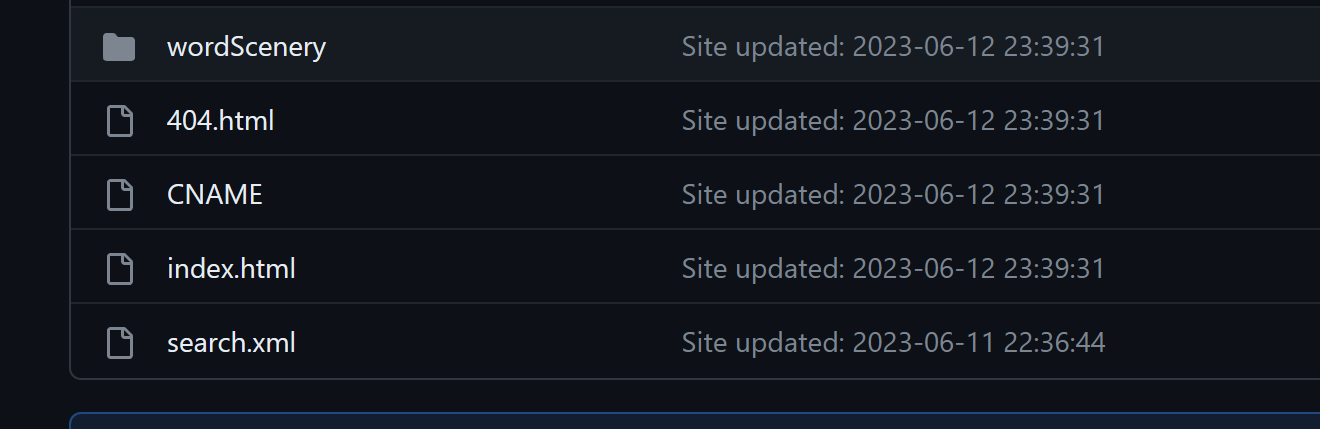 wordScenery Site updated: 2023-06-12 23:39:31
404.html Site updated: 2023-06-12 23:39:31
CNAME Site updated: 2023-06-12 23:39:31
index.html Site updated: 2023-06-12 23:39:31
search.xml Site updated: 2023-06-11 22:36:44